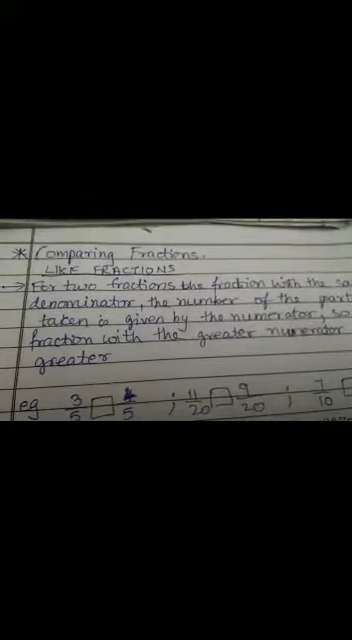 * Comparing Fractions.
LIKE FRACTIONS
→ For two fractions the fraction with the sa
denominator, the number of the part
taken is given by the numerator, so
fraction with the greater numerator
greater
eg 3/5 □ 4/5 ; 11/20 □ 9/20 ; 7/10 □